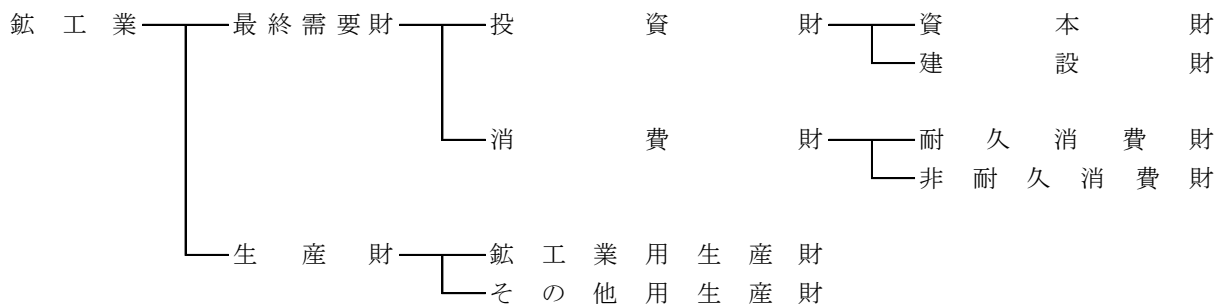 鉱工業 最終需要財 投資財 資本財
建設財
消費財 耐久消費財
非耐久消費財
生産財 鉱工業用生産財
その他用生産財